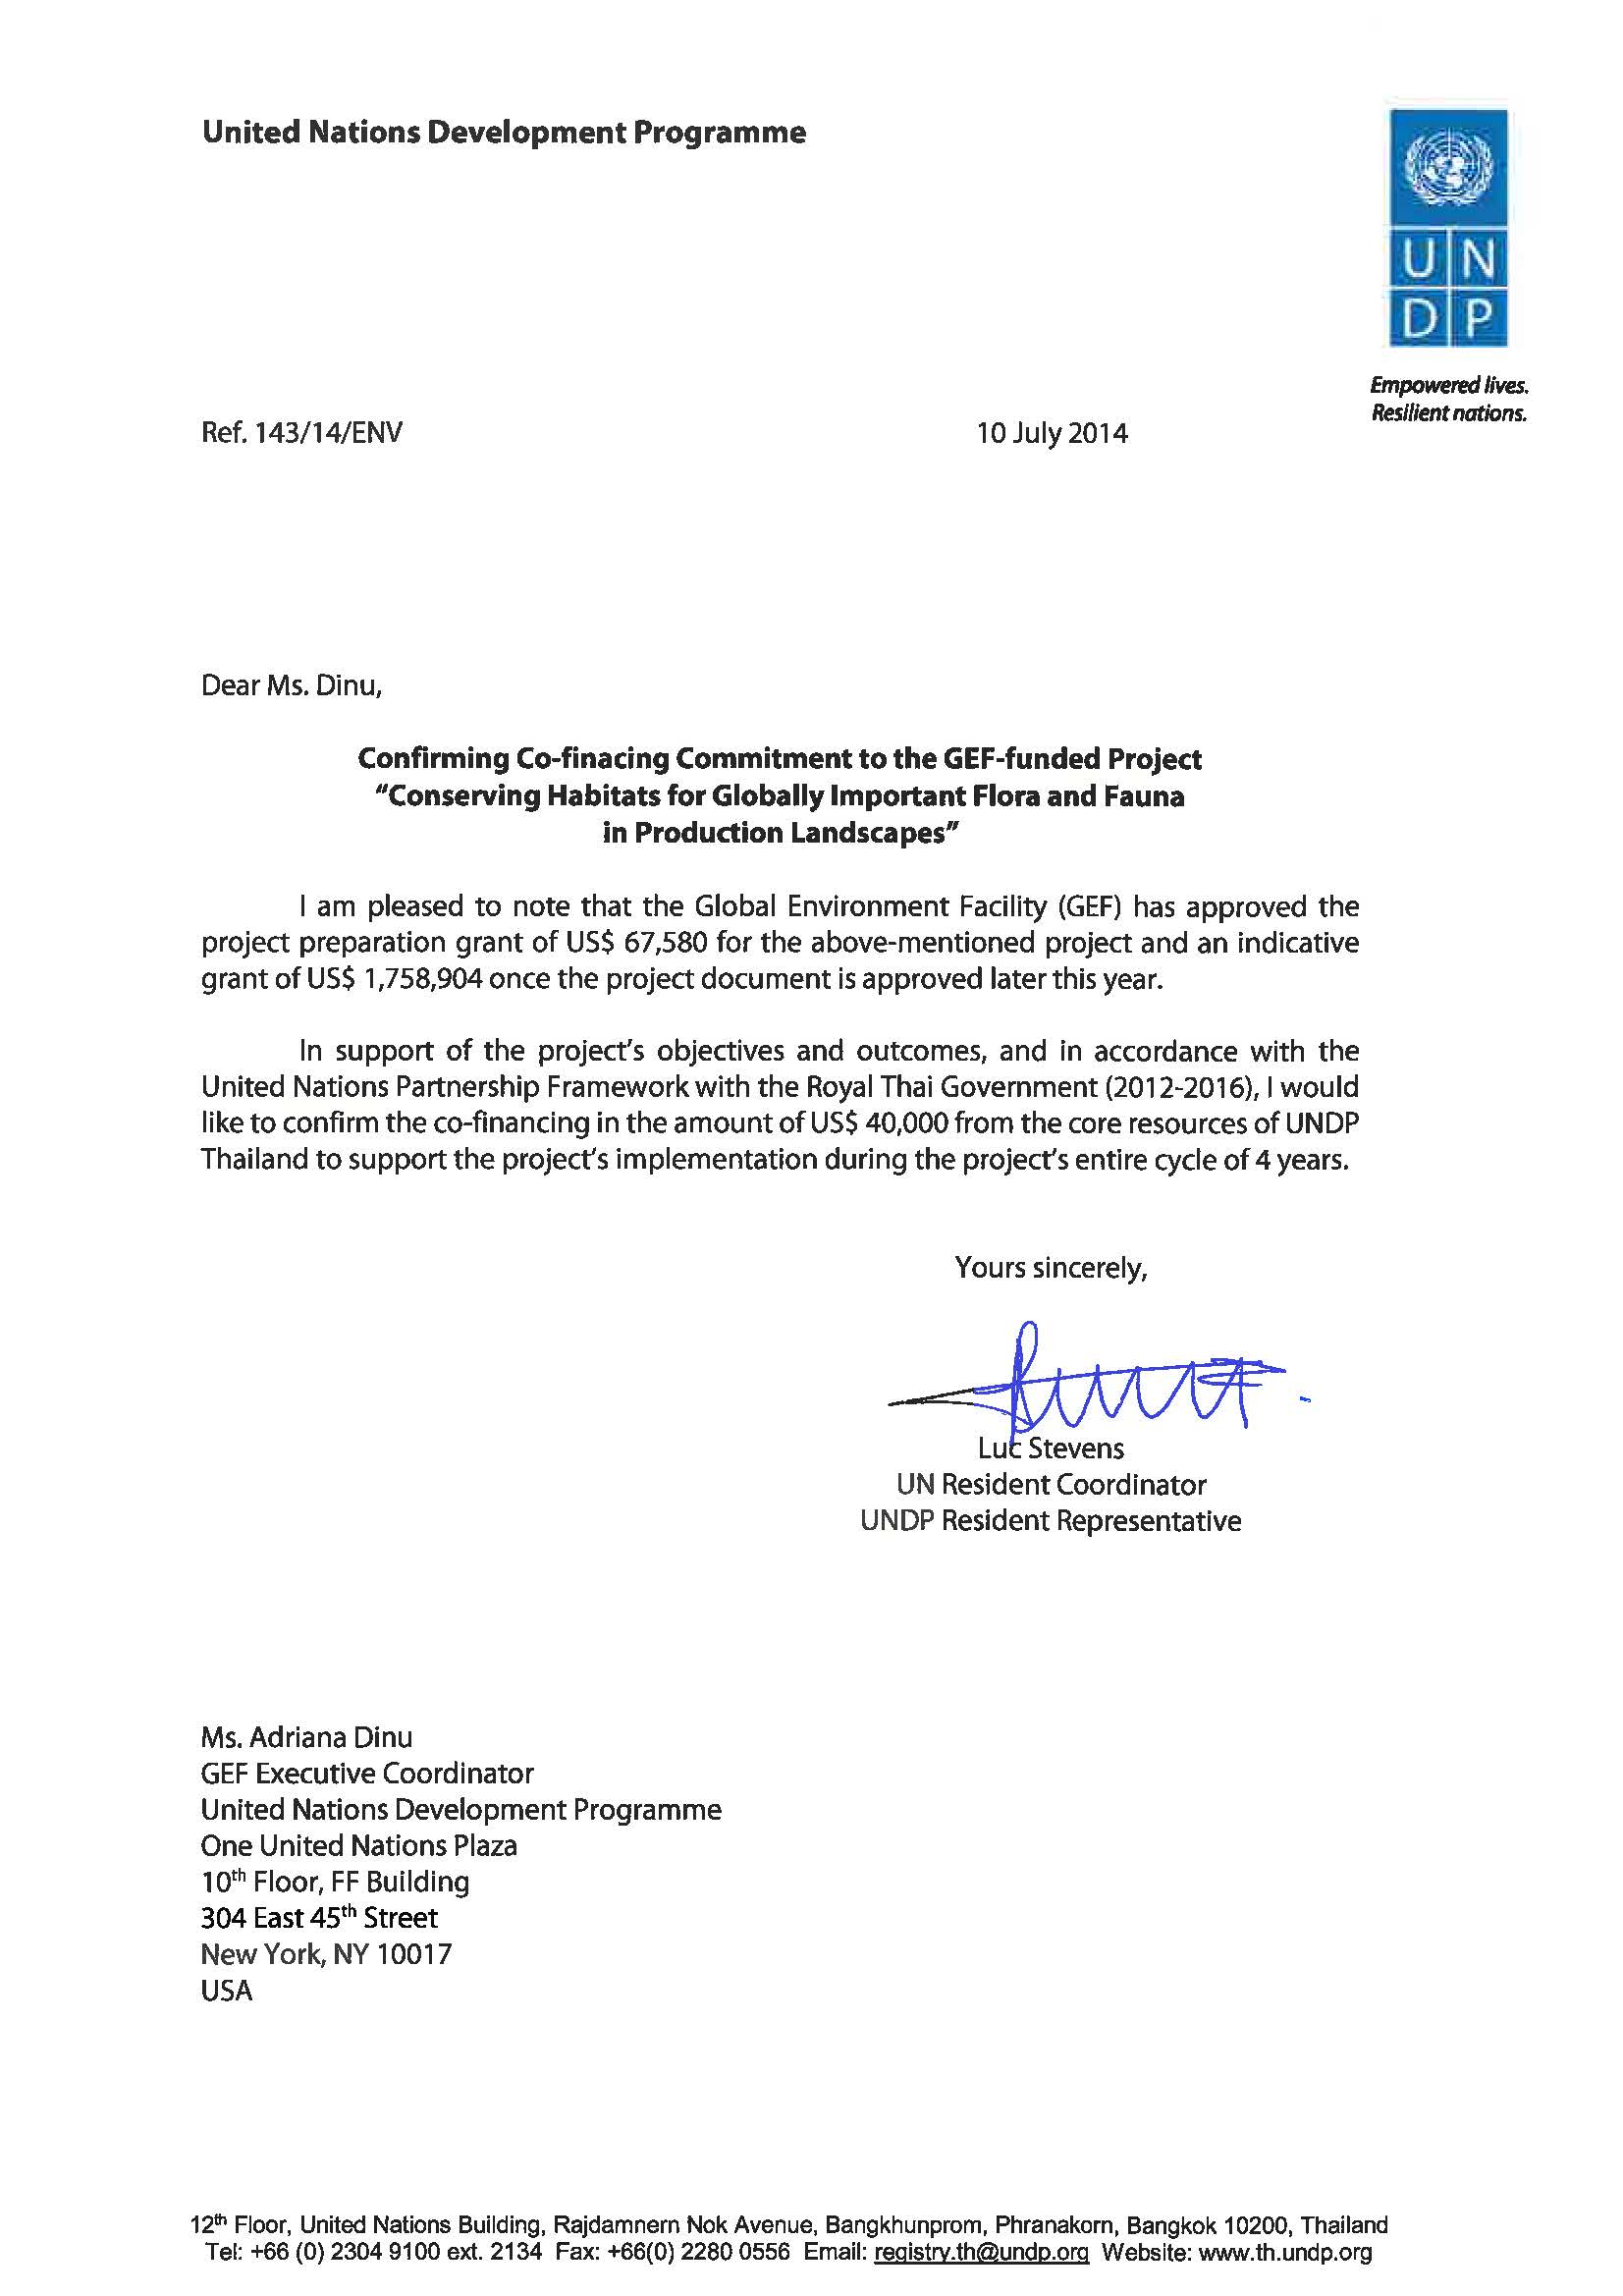 United Nations Development Programme
U N
D P
Empowered lives.
Resilient nations.
Ref. 143/14/ENV
10 July 2014
Dear Ms. Dinu,
Confirming Co-finacing Commitment to the GEF-funded Project
"Conserving Habitats for Globally Important Flora and Fauna
in Production Landscapes"
I am pleased to note that the Global Environment Facility (GEF) has approved the
project preparation grant of US$ 67,580 for the above-mentioned project and an indicative
grant of US$ 1,758,904 once the project document is approved later this year.
In support of the project's objectives and outcomes, and in accordance with the
United Nations Partnership Framework with the Royal Thai Government (2012-2016), I would
like to confirm the co-financing in the amount of US$ 40,000 from the core resources of UNDP
Thailand to support the project's implementation during the project's entire cycle of 4 years.
Yours sincerely,
Luc Stevens
UN Resident Coordinator
UNDP Resident Representative
Ms. Adriana Dinu
GEF Executive Coordinator
United Nations Development Programme
One United Nations Plaza
10th Floor, FF Building
304 East 45th Street
New York, NY 10017
USA
12th Floor, United Nations Building, Rajdamnern Nok Avenue, Bangkhunprom, Phranakorn, Bangkok 10200, Thailand
Tel: +66 (0) 2304 9100 ext. 2134 Fax: +66(0) 2280 0556 Email: registry.th@undp.org Website: www.th.undp.org